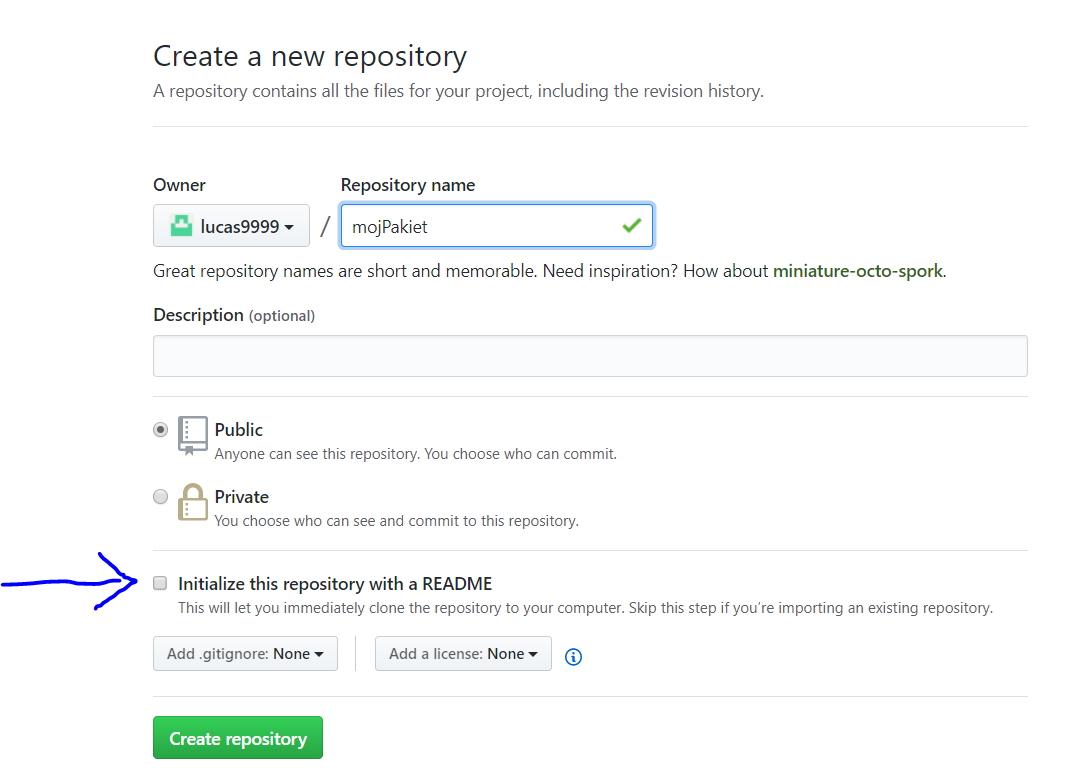 Create a new repository
A repository contains all the files for your project, including the revision history.
Owner
Repository name
lucas9999
/
mojPakiet
Great repository names are short and memorable. Need inspiration? How about miniature-octo-spork.
Description (optional)
Public
Anyone can see this repository. You choose who can commit.
Private
You choose who can see and commit to this repository.
Initialize this repository with a README
This will let you immediately clone the repository to your computer. Skip this step if you’re importing an existing repository.
Add .gitignore: None
Add a license: None
Create repository